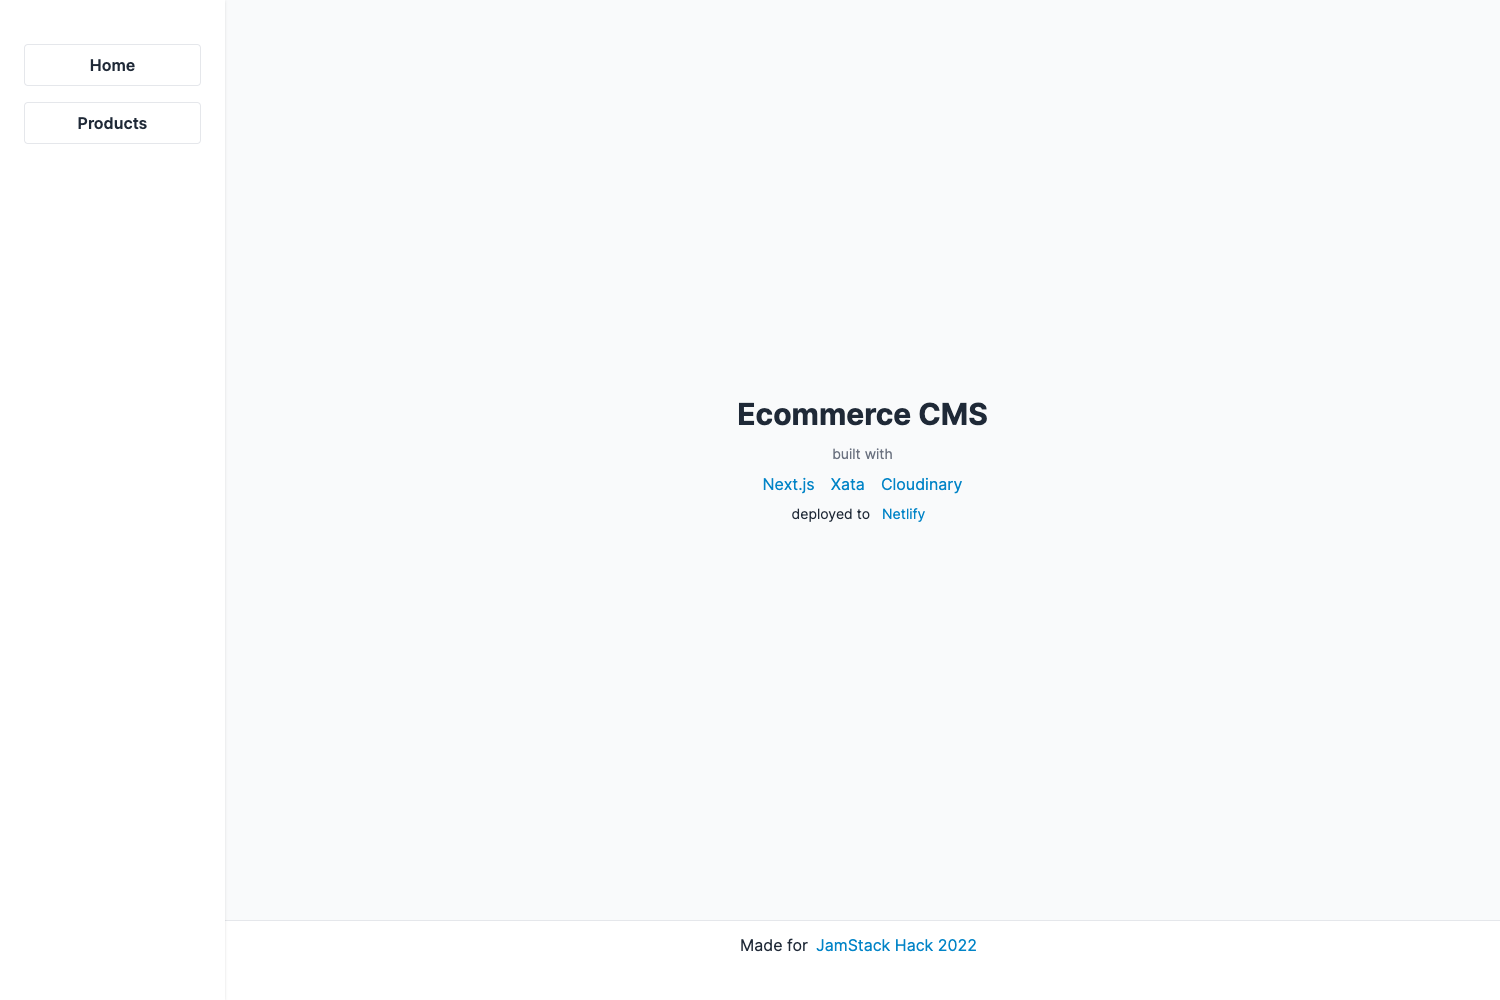 Home
Products
Ecommerce CMS
built with
Next.js Xata Cloudinary
deployed to Netlify
Made for JamStack Hack 2022